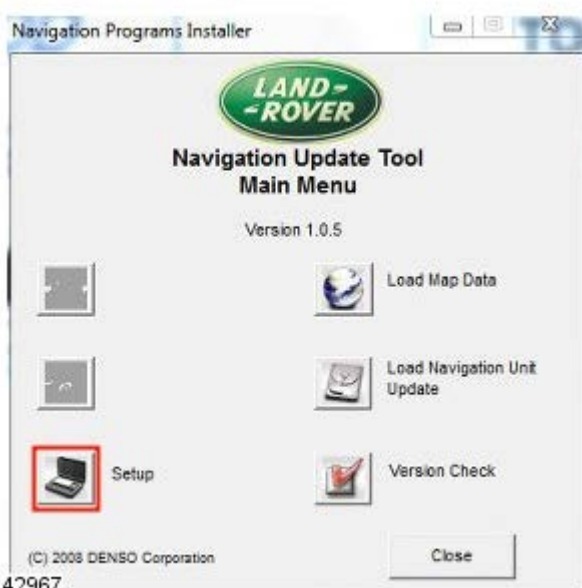 Navigation Programs Installer
LAND-
-ROVER
Navigation Update Tool
Main Menu
Version 1.0.5
Load Map Data
Load Navigation Unit
Update
Setup
Version Check
(C) 2008 DENSO Corporation
Close
42967